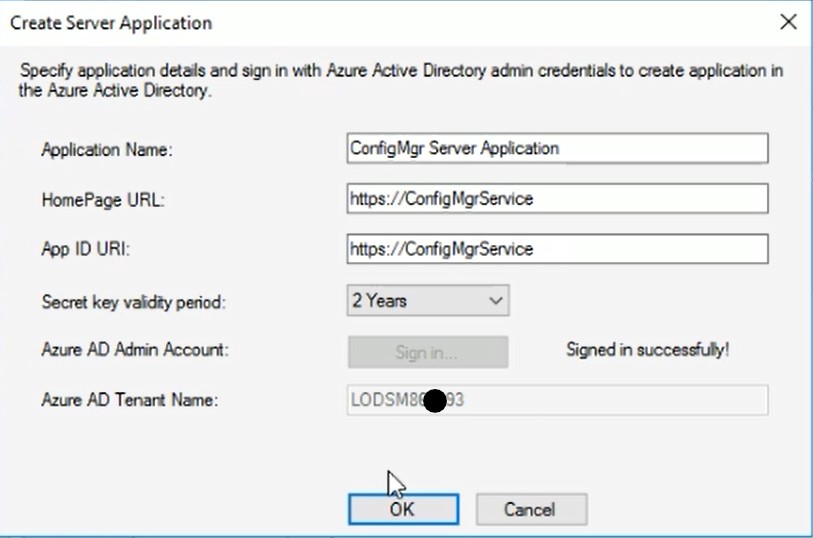 Create Server Application
Specify application details and sign in with Azure Active Directory admin credentials to create application in
the Azure Active Directory.
Application Name: ConfigMgr Server Application
HomePage URL: https://ConfigMgrService
App ID URI: https://ConfigMgrService
Secret key validity period: 2 Years
Azure AD Admin Account: Sign in... Signed in successfully!
Azure AD Tenant Name:
OK Cancel